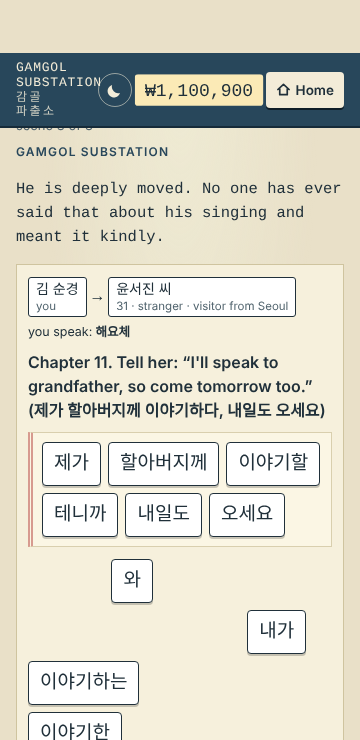 GAMGOL
SUBSTATION
감골
파출소
₩1,100,900
Home
GAMGOL SUBSTATION
He is deeply moved. No one has ever
said that about his singing and
meant it kindly.
김 순경
you
→
윤서진 씨
31 · stranger · visitor from Seoul
you speak: 해요체
Chapter 11. Tell her: “I'll speak to
grandfather, so come tomorrow too.”
(제가 할아버지께 이야기하다, 내일도 오세요)
제가 할아버지께 이야기할
테니까 내일도 오세요
와
내가
이야기하는
이야기한